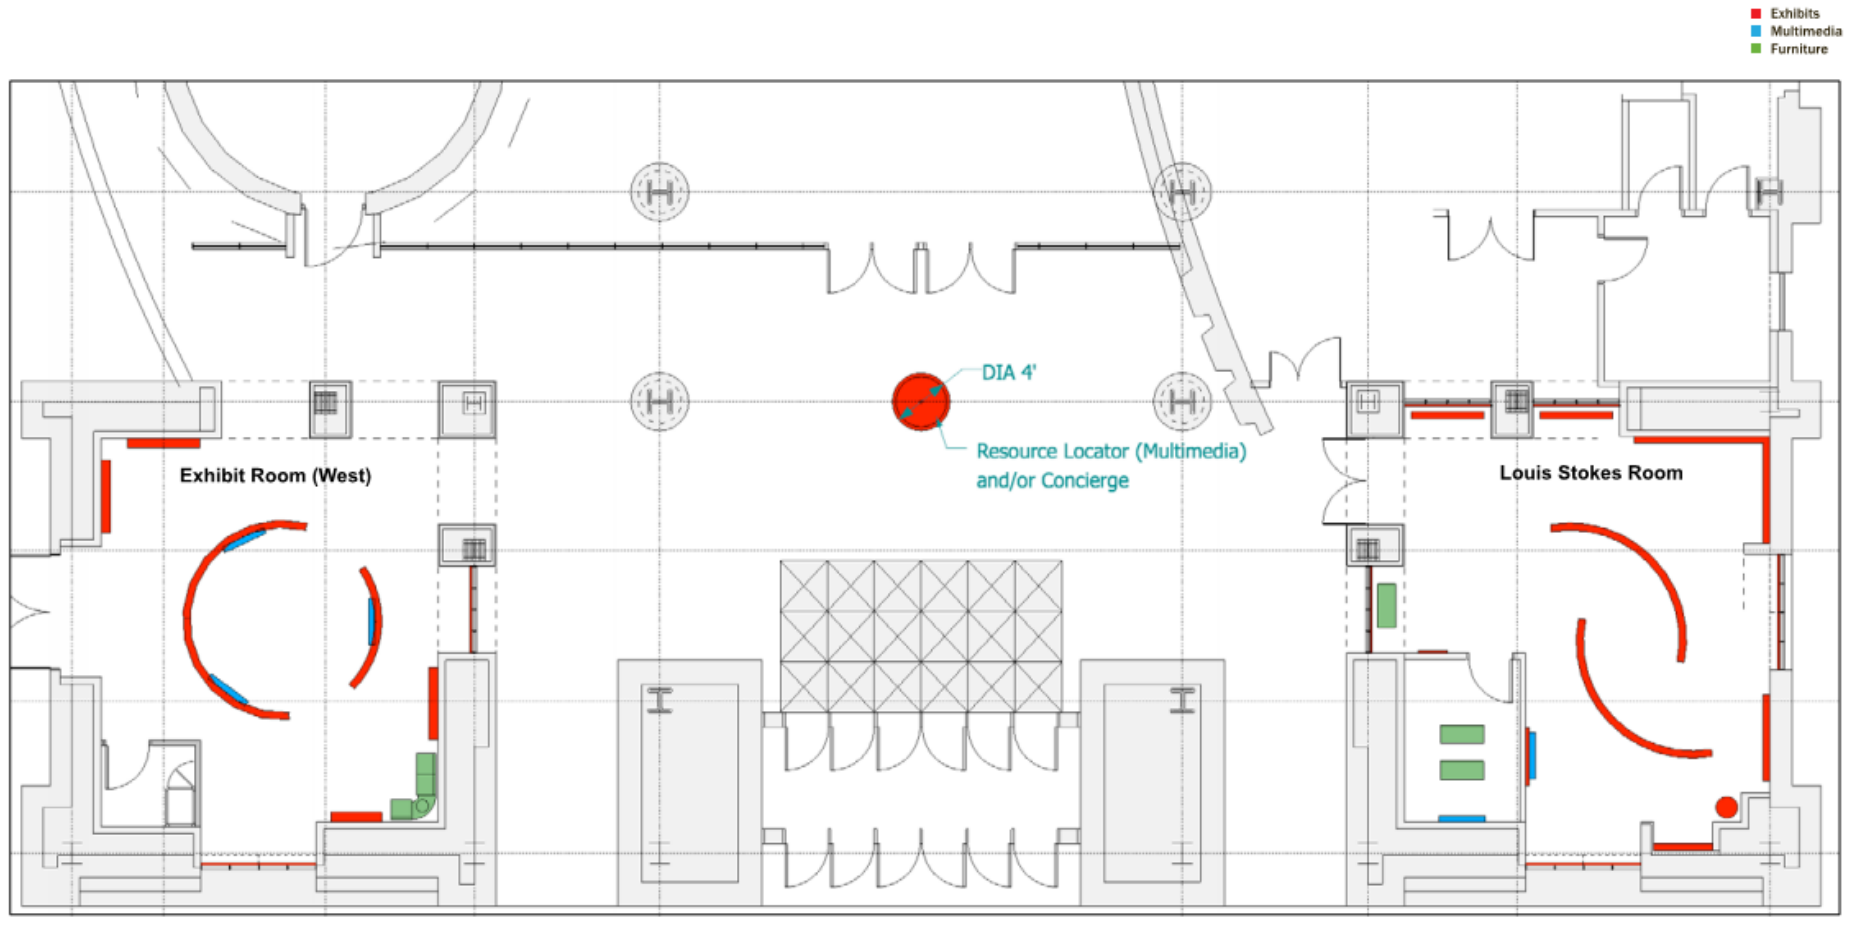 Exhibits
Multimedia
Furniture
DIA 4'
Resource Locator (Multimedia)
and/or Concierge
Exhibit Room (West)
Louis Stokes Room